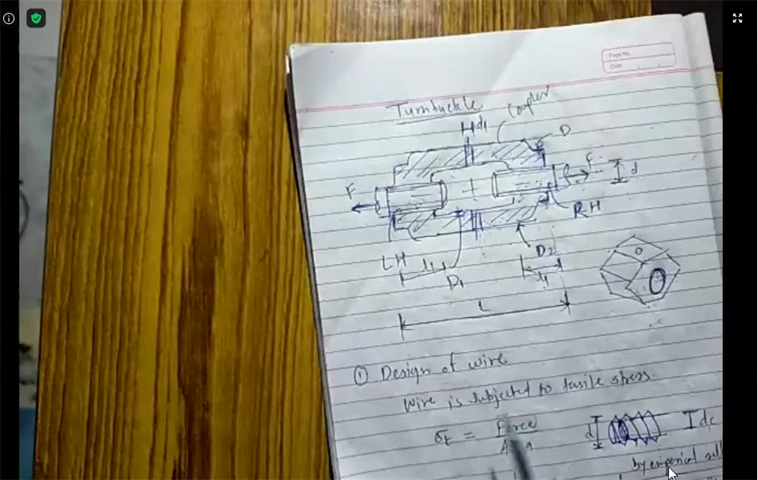 Page No.
Date
Turnbuckle
Coupler
d1
D
F
F
d
RH
LH
l1
D1
D2
l1
L
① Design of wire
Wire is subjected to tensile stress
σt = Force
d
dc
by empirical